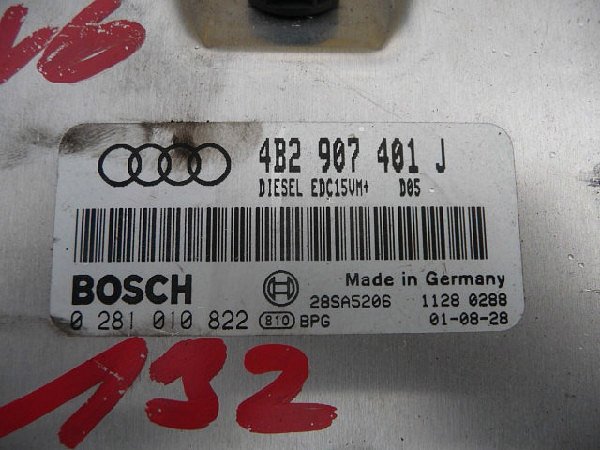 V6
4B2 907 401 J
DIESEL EDC15VM+ D05
BOSCH Made in Germany
28SA5206 1128 0288
0 281 010 822 810 BPG 01-08-28
132